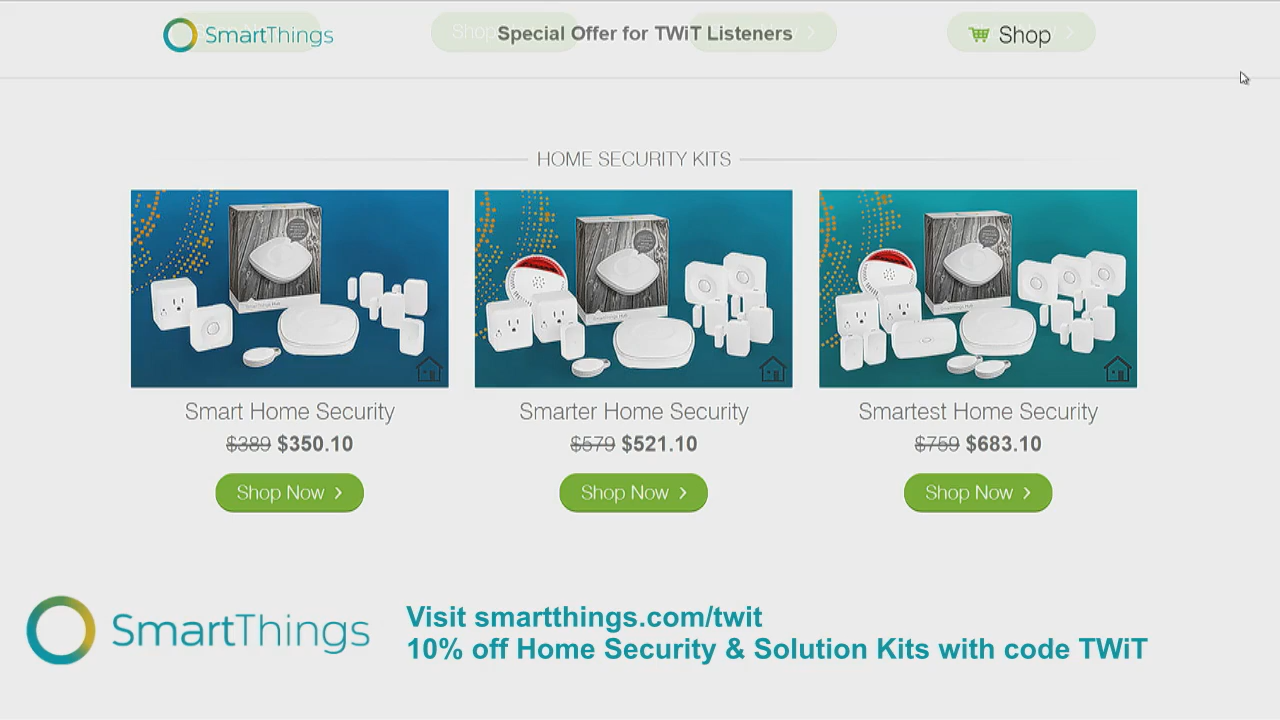 SmartThings
Special Offer for TWiT Listeners
Shop
HOME SECURITY KITS
Smart Home Security
$389 $350.10
Shop Now
Smarter Home Security
$579 $521.10
Shop Now
Smartest Home Security
$759 $683.10
Shop Now
SmartThings
Visit smartthings.com/twit
10% off Home Security & Solution Kits with code TWiT